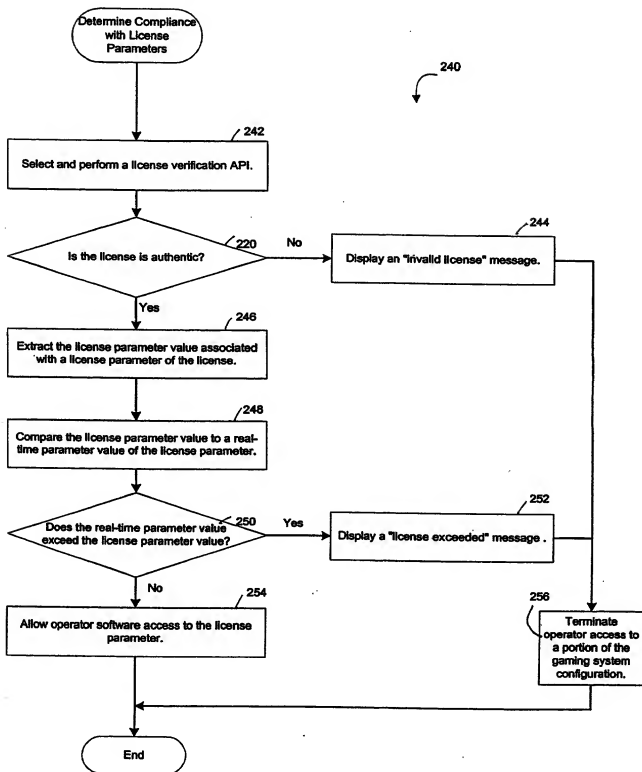 Determine Compliance
with License
Parameters
240
242
Select and perform a license verification API.
220
Is the license is authentic?
No
244
Display an "invalid license" message.
Yes
246
Extract the license parameter value associated
with a license parameter of the license.
248
Compare the license parameter value to a real-
time parameter value of the license parameter.
250
Does the real-time parameter value
exceed the license parameter value?
Yes
252
Display a "license exceeded" message .
No
254
Allow operator software access to the license
parameter.
256
Terminate
operator access to
a portion of the
gaming system
configuration.
End